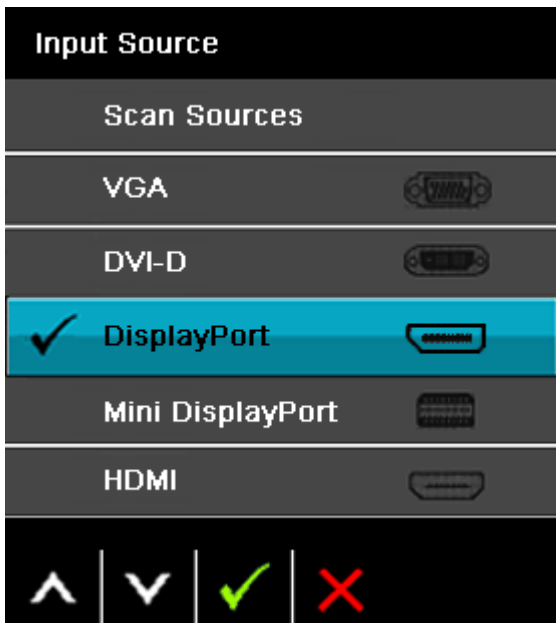 Input Source
Scan Sources
VGA
DVI-D
DisplayPort
Mini DisplayPort
HDMI